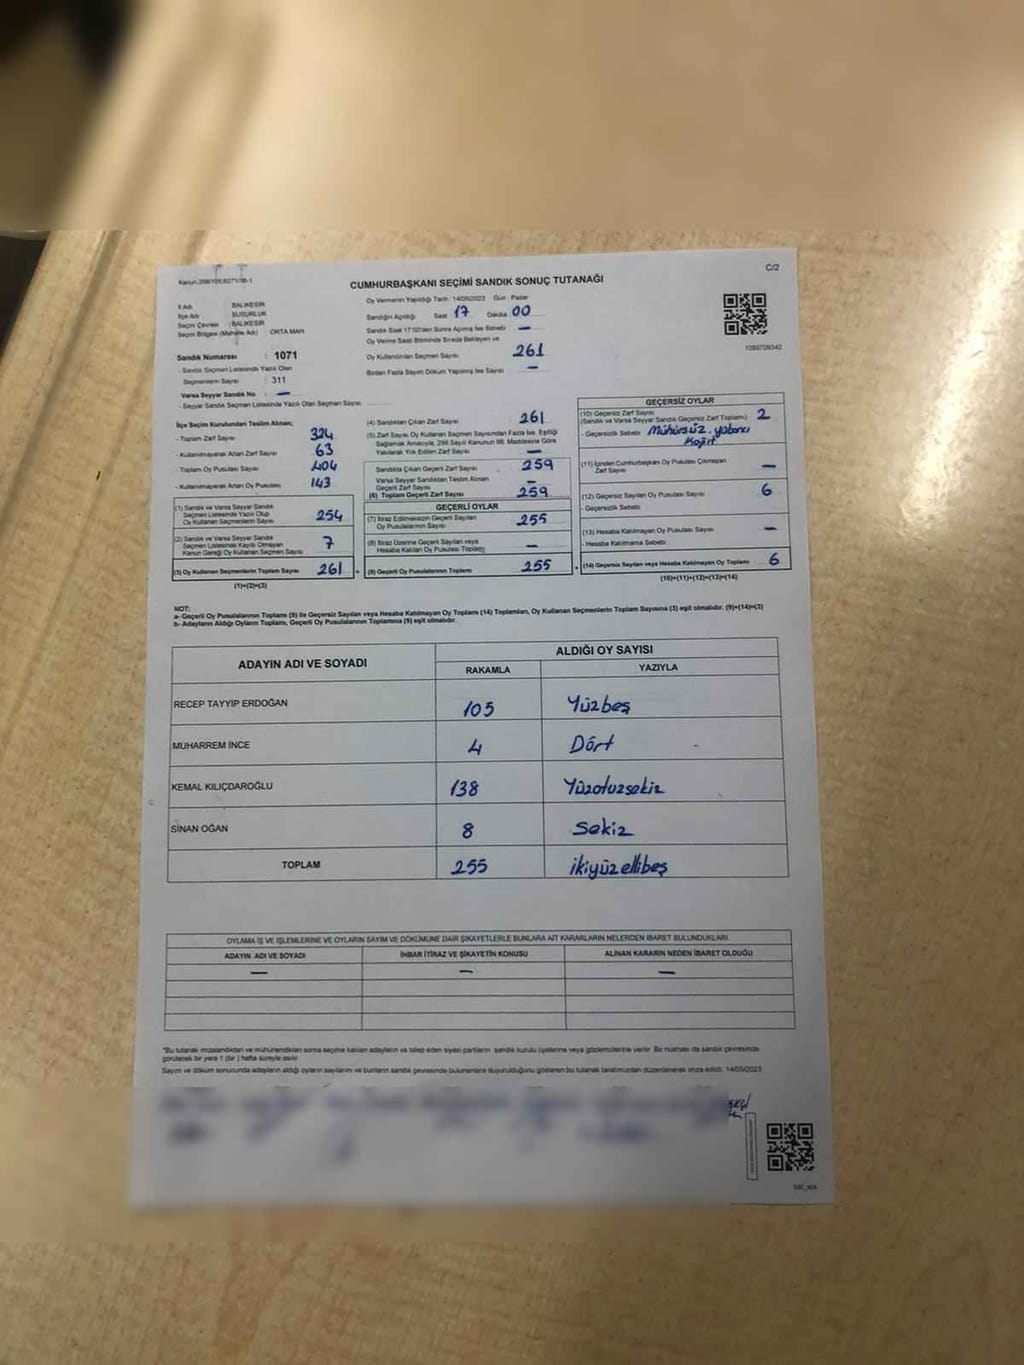 Kanun:298/105,6271/98-1
C/2
CUMHURBAŞKANI SEÇİMİ SANDIK SONUÇ TUTANAĞI
İl Adı : BALIKESİR
İlçe Adı : SUSURLUK
Seçim Çevresi : BALIKESİR
Seçim Bölgesi (Mahalle Adı) : ORTA MAH
Sandık Numarası : 1071
- Sandık Seçmen Listesinde Yazılı Olan
Seçmenlerin Sayısı : 311
Varsa Seyyar Sandık No : —
- Seyyar Sandık Seçmen Listesinde Yazılı Olan Seçmen Sayısı :
Oy Vermenin Yapıldığı Tarih : 14/05/2023 Gün : Pazar
Sandığın Açıldığı Saat 17 Dakika 00
Sandık Saat 17:00'den Sonra Açılmış İse Sebebi : —
Oy Verme Saati Bitiminde Sırada Bekleyen ve
Oy Kullandırılan Seçmen Sayısı : 261
Birden Fazla Sayım Döküm Yapılmış İse Sayısı : —
1093709342
İlçe Seçim Kurulundan Teslim Alınan;
- Toplam Zarf Sayısı : 324
- Kullanılmayarak Artan Zarf Sayısı : 63
- Toplam Oy Pusulası Sayısı : 404
- Kullanılmayarak Artan Oy Pusulası : 143
(1) Sandık ve Varsa Seyyar Sandık
Seçmen Listesinde Yazılı Olup
Oy Kullanan Seçmenlerin Sayısı : 254
(2) Sandık ve Varsa Seyyar Sandık
Seçmen Listesinde Kayıtlı Olmayan
Kanun Gereği Oy Kullanan Seçmen Sayısı : 7
(3) Oy Kullanan Seçmenlerin Toplam Sayısı : 261
(1)+(2)=(3)
(4) Sandıktan Çıkan Zarf Sayısı : 261
(5) Zarf Sayısı Oy Kullanan Seçmen Sayısından Fazla İse, Eşitliği
Sağlamak Amacıyla, 298 Sayılı Kanunun 98. Maddesine Göre
Yakılarak Yok Edilen Zarf Sayısı : —
Sandıkta Çıkan Geçerli Zarf Sayısı : 259
Varsa Seyyar Sandıktan Teslim Alınan
Geçerli Zarf Sayısı : —
(6) Toplam Geçerli Zarf Sayısı : 259
GEÇERLİ OYLAR
(7) İtiraz Edilmeksizin Geçerli Sayılan
Oy Pusulalarının Sayısı : 255
(8) İtiraz Üzerine Geçerli Sayılan veya
Hesaba Katılan Oy Pusulası Toplamı : —
(9) Geçerli Oy Pusulalarının Toplamı : 255
GEÇERSİZ OYLAR
(10) Geçersiz Zarf Sayısı : 2
(Sandık ve Varsa Seyyar Sandık Geçersiz Zarf Toplamı)
- Geçersizlik Sebebi : Mühürsüz. yabancı
Kağıt
(11) İçinden Cumhurbaşkanı Oy Pusulası Çıkmayan
Zarf Sayısı : —
(12) Geçersiz Sayılan Oy Pusulası Sayısı : 6
- Geçersizlik Sebebi :
(13) Hesaba Katılmayan Oy Pusulası Sayısı : —
- Hesaba Katılmama Sebebi :
(14) Geçersiz Sayılan veya Hesaba Katılmayan Oy Toplamı : 6
(10)+(11)+(12)+(13)=(14)
NOT:
a- Geçerli Oy Pusulalarının Toplamı (9) ile Geçersiz Sayılan veya Hesaba Katılmayan Oy Toplamı (14) Toplamları, Oy Kullanan Seçmenlerin Toplam Sayısına (3) eşit olmalıdır. (9)+(14)=(3)
b- Adayların Aldığı Oyların Toplamı, Geçerli Oy Pusulalarının Toplamına (9) eşit olmalıdır.
ADAYIN ADI VE SOYADI
ALDIĞI OY SAYISI
RAKAMLA YAZIYLA
RECEP TAYYİP ERDOĞAN 105 Yüzbeş
MUHARREM İNCE 4 Dört
KEMAL KILIÇDAROĞLU 138 Yüzotuzsekiz
SİNAN OĞAN 8 Sekiz
TOPLAM 255 ikiyüzellibeş
OYLAMA İŞ VE İŞLEMLERİNE VE OYLARIN SAYIM VE DÖKÜMÜNE DAİR ŞİKAYETLERLE BUNLARA AİT KARARLARIN NELERDEN İBARET BULUNDUKLARI
ADAYIN ADI VE SOYADI İHBAR İTİRAZ VE ŞİKAYETİN KONUSU ALINAN KARARIN NEDEN İBARET OLDUĞU
— — —
*Bu tutanak imzalandıktan ve mühürlendikten sonra seçime katılan adayların ve talep eden siyasi partilerin sandık kurulu üyelerine veya gözlemcilerine verilir. Bir nüshası da sandık çevresinde
görülecek bir yere 1 (bir) hafta süreyle asılır.
Sayım ve döküm sonucunda adayların aldığı oyların sayılarını ve bunların sandık çevresinde bulunanlara duyurulduğunu gösteren bu tutanak tarafımızdan düzenlenerek imza edildi. 14/05/2023